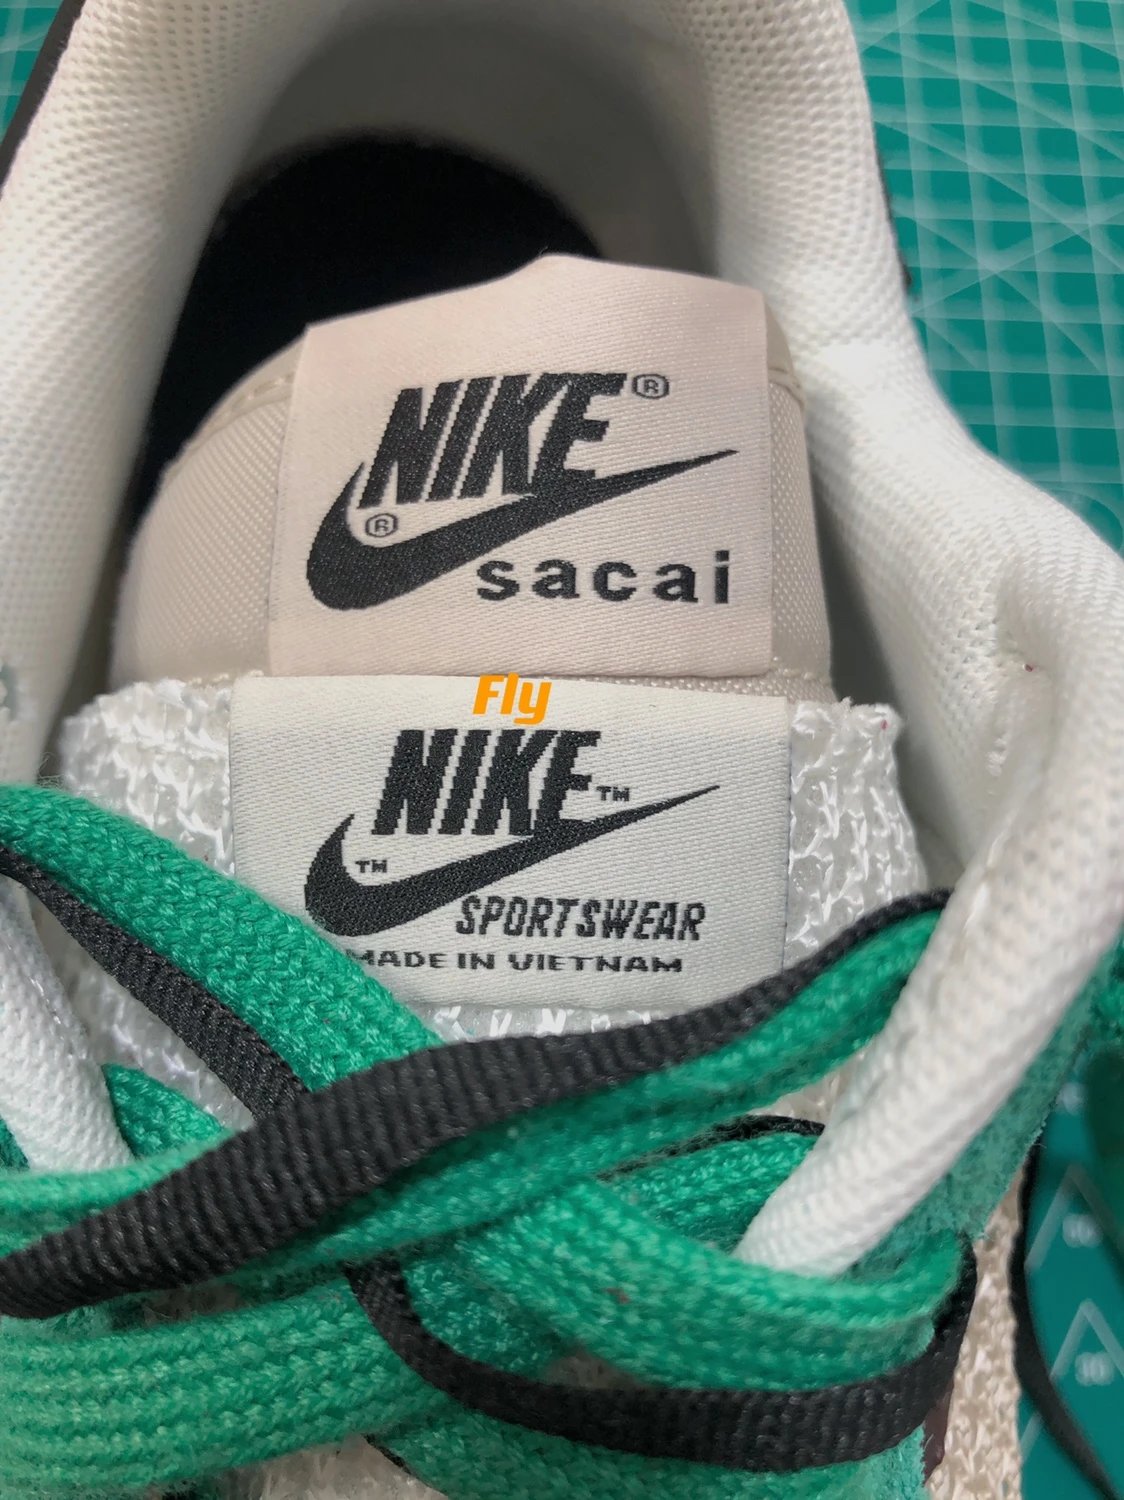 NIKE®
®
sacai
Fly
NIKE™
™
SPORTSWEAR
MADE IN VIETNAM